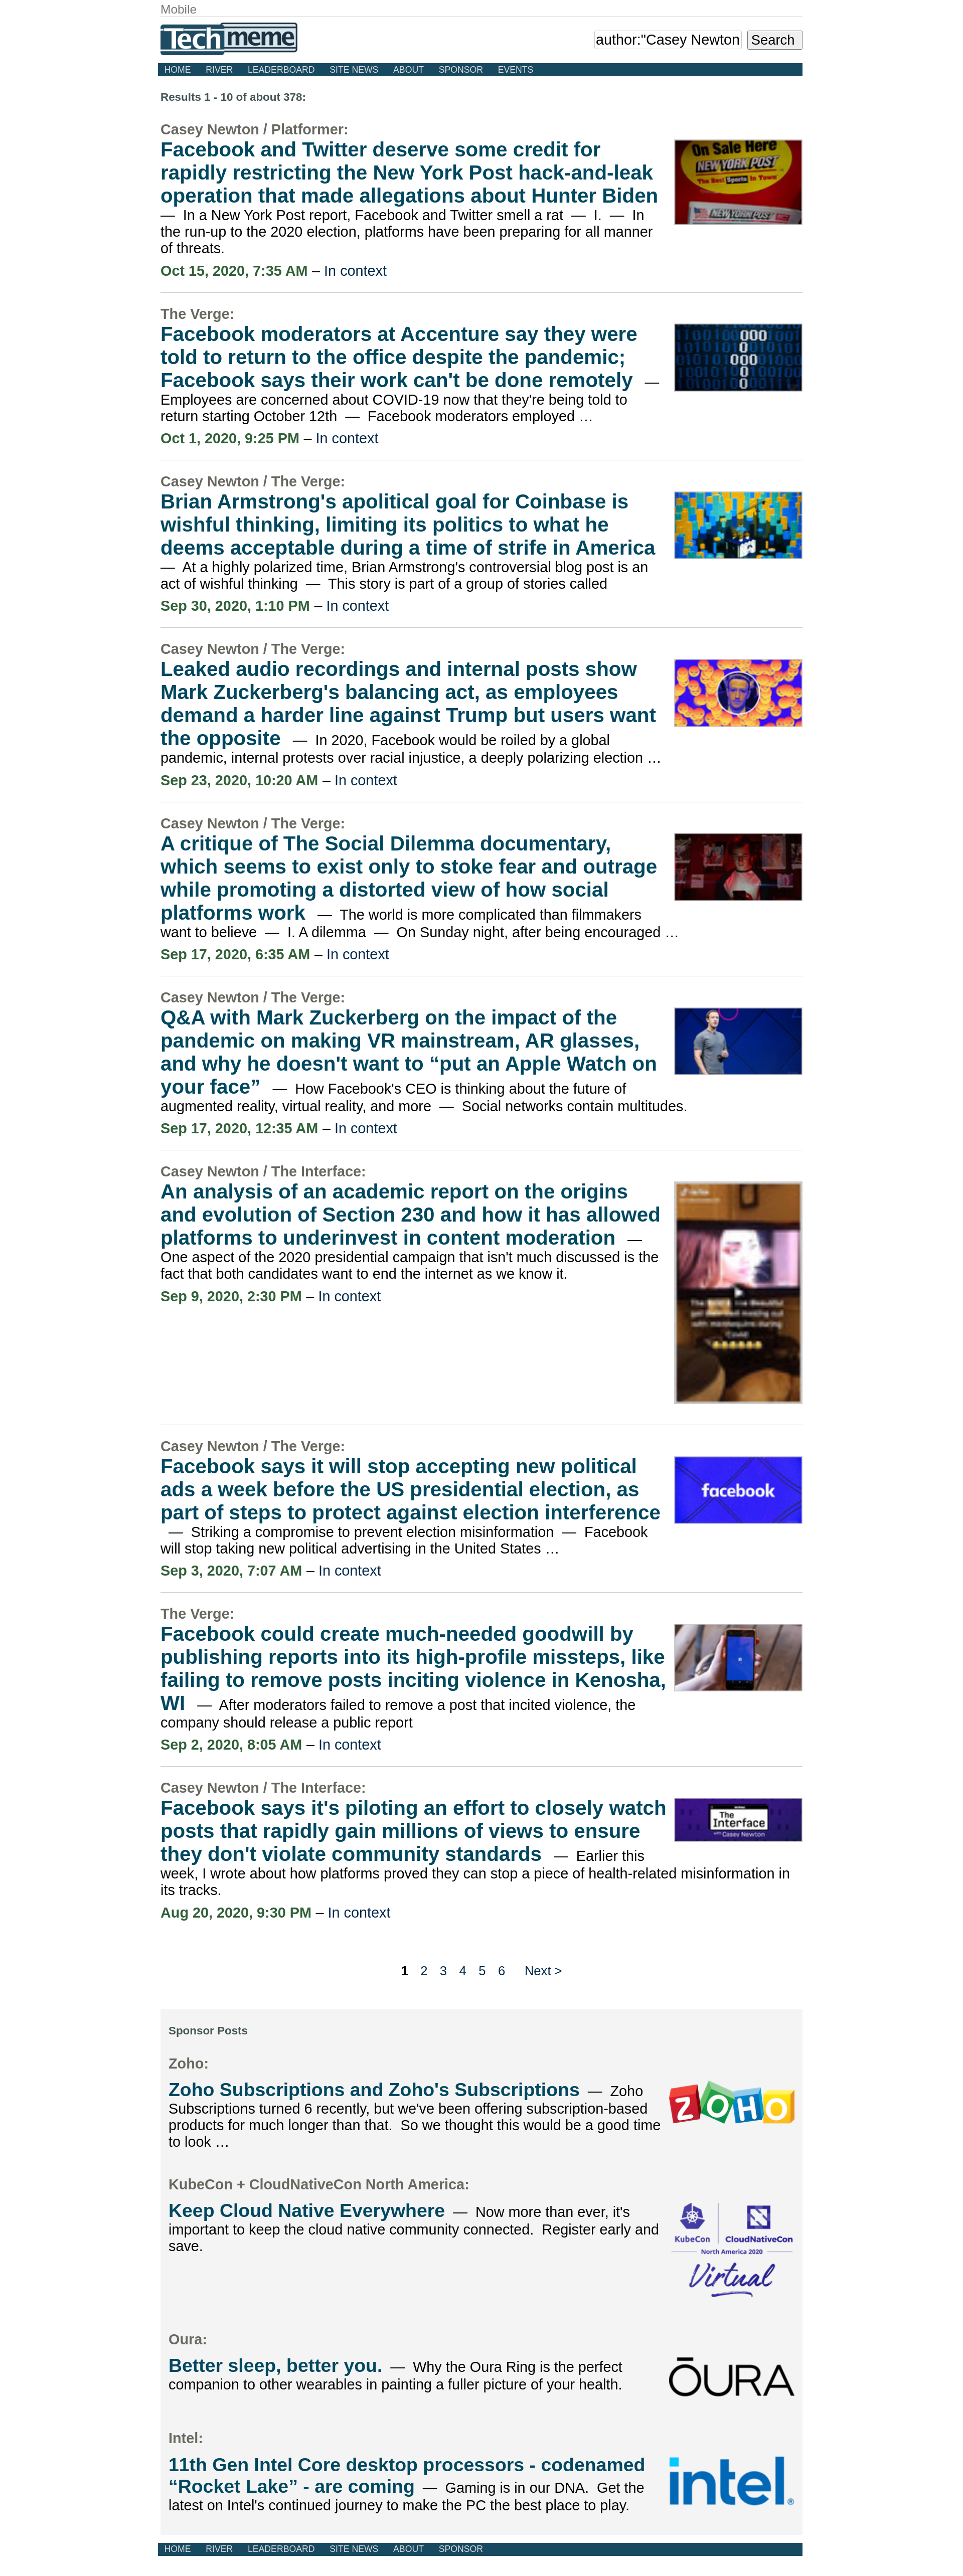 Mobile
Techmeme
author:"Casey Newton Search
HOME RIVER LEADERBOARD SITE NEWS ABOUT SPONSOR EVENTS
Results 1 - 10 of about 378:
Casey Newton / Platformer:
Facebook and Twitter deserve some credit for
rapidly restricting the New York Post hack-and-leak
operation that made allegations about Hunter Biden
— In a New York Post report, Facebook and Twitter smell a rat — I. — In
the run-up to the 2020 election, platforms have been preparing for all manner
of threats.
On Sale Here
NEW YORK POST
The Best Sports In Town
NEW YORK POST
Oct 15, 2020, 7:35 AM – In context
The Verge:
Facebook moderators at Accenture say they were
told to return to the office despite the pandemic;
Facebook says their work can't be done remotely —
Employees are concerned about COVID-19 now that they're being told to
return starting October 12th — Facebook moderators employed …
Oct 1, 2020, 9:25 PM – In context
Casey Newton / The Verge:
Brian Armstrong's apolitical goal for Coinbase is
wishful thinking, limiting its politics to what he
deems acceptable during a time of strife in America
— At a highly polarized time, Brian Armstrong's controversial blog post is an
act of wishful thinking — This story is part of a group of stories called
Sep 30, 2020, 1:10 PM – In context
Casey Newton / The Verge:
Leaked audio recordings and internal posts show
Mark Zuckerberg's balancing act, as employees
demand a harder line against Trump but users want
the opposite — In 2020, Facebook would be roiled by a global
pandemic, internal protests over racial injustice, a deeply polarizing election …
Sep 23, 2020, 10:20 AM – In context
Casey Newton / The Verge:
A critique of The Social Dilemma documentary,
which seems to exist only to stoke fear and outrage
while promoting a distorted view of how social
platforms work — The world is more complicated than filmmakers
want to believe — I. A dilemma — On Sunday night, after being encouraged …
Sep 17, 2020, 6:35 AM – In context
Casey Newton / The Verge:
Q&A with Mark Zuckerberg on the impact of the
pandemic on making VR mainstream, AR glasses,
and why he doesn't want to “put an Apple Watch on
your face” — How Facebook's CEO is thinking about the future of
augmented reality, virtual reality, and more — Social networks contain multitudes.
Sep 17, 2020, 12:35 AM – In context
Casey Newton / The Interface:
An analysis of an academic report on the origins
and evolution of Section 230 and how it has allowed
platforms to underinvest in content moderation —
One aspect of the 2020 presidential campaign that isn't much discussed is the
fact that both candidates want to end the internet as we know it.
Sep 9, 2020, 2:30 PM – In context
Casey Newton / The Verge:
Facebook says it will stop accepting new political
ads a week before the US presidential election, as
part of steps to protect against election interference
— Striking a compromise to prevent election misinformation — Facebook
will stop taking new political advertising in the United States …
facebook
Sep 3, 2020, 7:07 AM – In context
The Verge:
Facebook could create much-needed goodwill by
publishing reports into its high-profile missteps, like
failing to remove posts inciting violence in Kenosha,
WI — After moderators failed to remove a post that incited violence, the
company should release a public report
Sep 2, 2020, 8:05 AM – In context
Casey Newton / The Interface:
Facebook says it's piloting an effort to closely watch
posts that rapidly gain millions of views to ensure
they don't violate community standards — Earlier this
week, I wrote about how platforms proved they can stop a piece of health-related misinformation in
its tracks.
The
Interface
with Casey Newton
Aug 20, 2020, 9:30 PM – In context
1 2 3 4 5 6 Next >
Sponsor Posts
Zoho:
Zoho Subscriptions and Zoho's Subscriptions — Zoho
Subscriptions turned 6 recently, but we've been offering subscription-based
products for much longer than that. So we thought this would be a good time
to look …
ZOHO
KubeCon + CloudNativeCon North America:
Keep Cloud Native Everywhere — Now more than ever, it's
important to keep the cloud native community connected. Register early and
save.
KubeCon CloudNativeCon
North America 2020
Virtual
Oura:
Better sleep, better you. — Why the Oura Ring is the perfect
companion to other wearables in painting a fuller picture of your health.
ŌURA
Intel:
11th Gen Intel Core desktop processors - codenamed
“Rocket Lake” - are coming — Gaming is in our DNA. Get the
latest on Intel's continued journey to make the PC the best place to play.
intel®
HOME RIVER LEADERBOARD SITE NEWS ABOUT SPONSOR